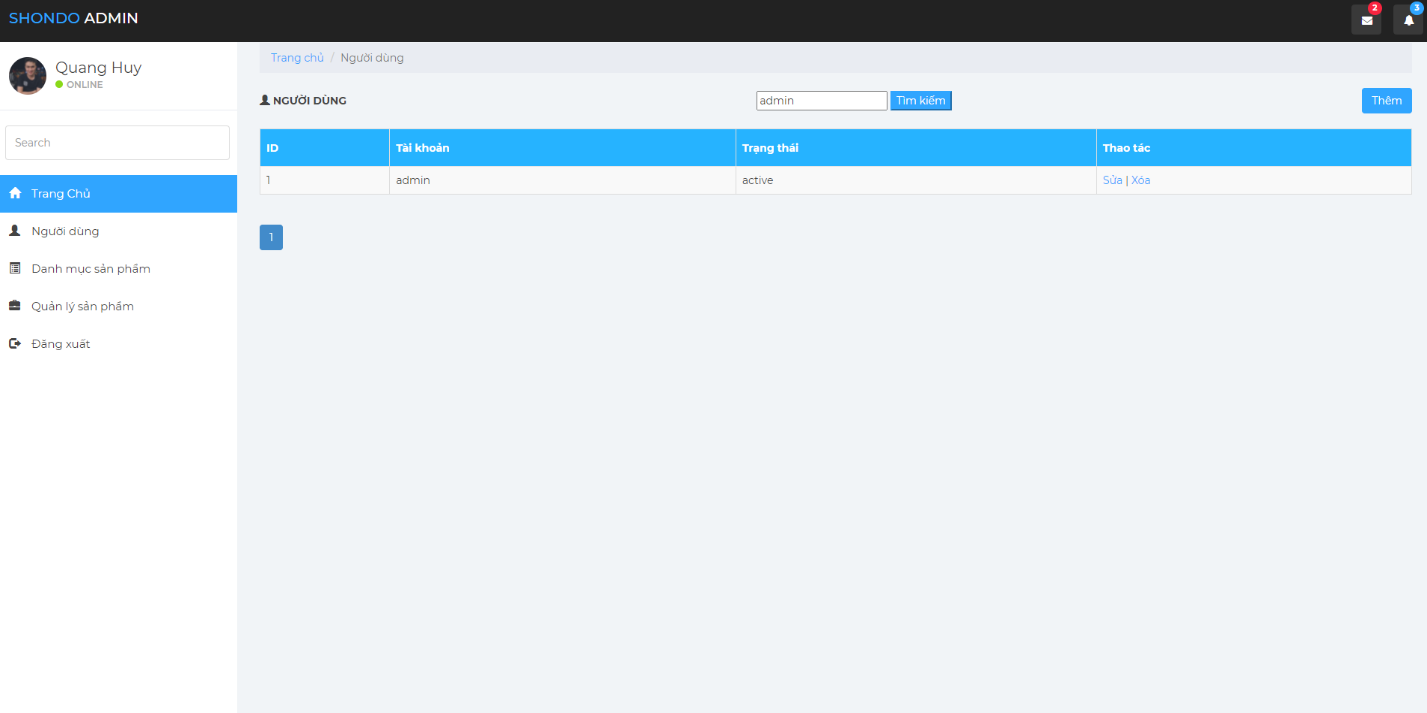 SHONDO ADMIN
2
3
Quang Huy
ONLINE
Search
Trang Chủ
Người dùng
Danh mục sản phẩm
Quản lý sản phẩm
Đăng xuất
Trang chủ / Người dùng
NGƯỜI DÙNG
admin Tìm kiếm
Thêm
ID Tài khoản Trạng thái Thao tác
1 admin active Sửa | Xóa
1